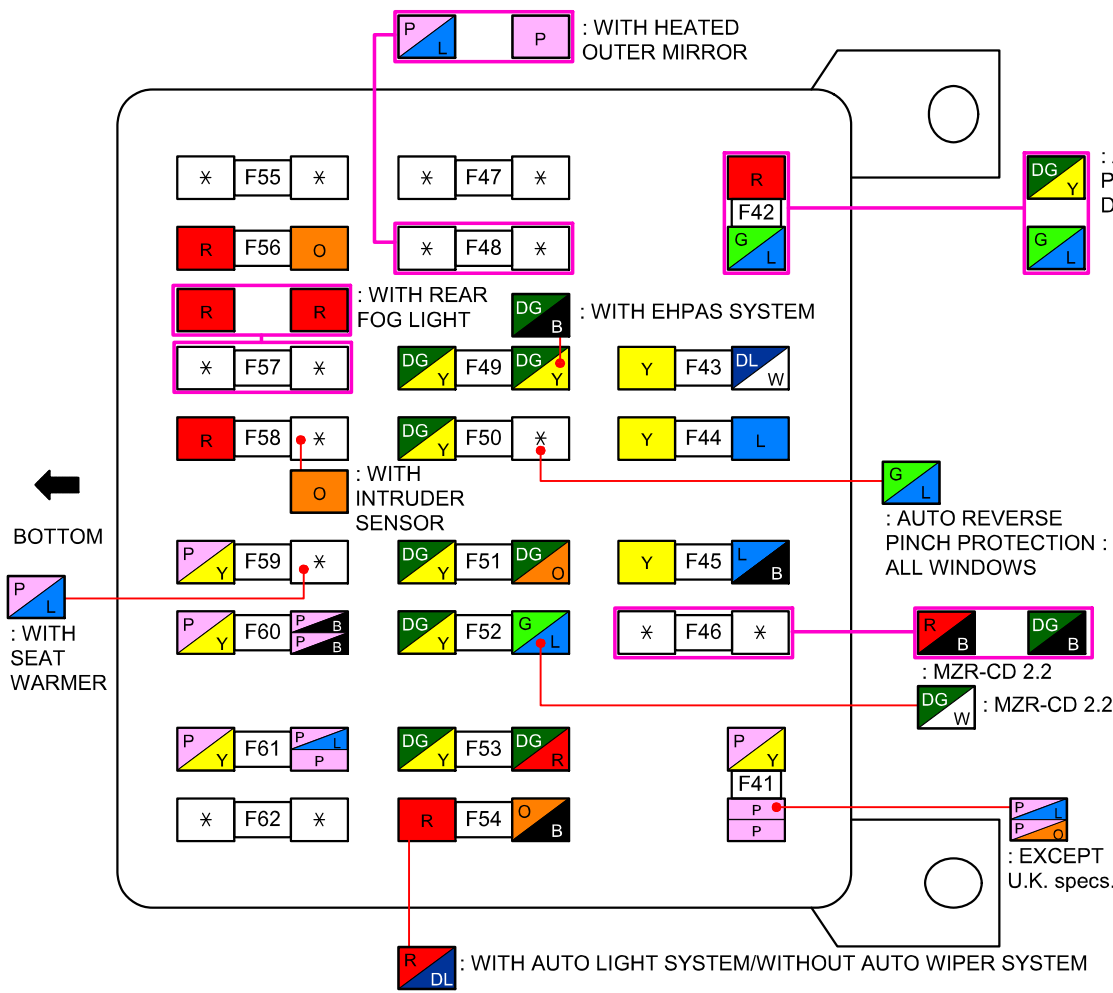 P L P : WITH HEATED
OUTER MIRROR
* F55 * * F47 * R DG Y :
F42 P
G L G L D
R F56 O * F48 *
R R : WITH REAR
FOG LIGHT
DG B : WITH EHPAS SYSTEM
* F57 * DG Y F49 DG Y Y F43 DL W
R F58 * DG Y F50 * Y F44 L
O : WITH
INTRUDER
SENSOR
G L
: AUTO REVERSE
PINCH PROTECTION :
ALL WINDOWS
BOTTOM
P Y F59 * DG Y F51 DG O Y F45 L B
P L
: WITH
SEAT
WARMER
P Y F60 P B P B DG Y F52 G L * F46 * R B DG B
: MZR-CD 2.2
DG W : MZR-CD 2.2
P Y F61 P L P DG Y F53 DG R P Y
F41
P
P
* F62 * R F54 O B
P L
P O
: EXCEPT
U.K. specs.
R DL : WITH AUTO LIGHT SYSTEM/WITHOUT AUTO WIPER SYSTEM